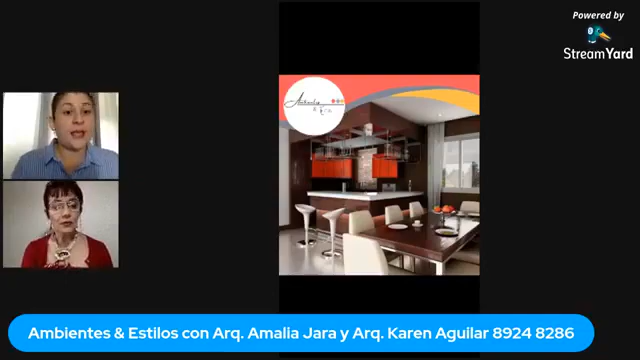 Powered by
StreamYard
Ambientes & Estilos con Arq. Amalia Jara y Arq. Karen Aguilar 8924 8286